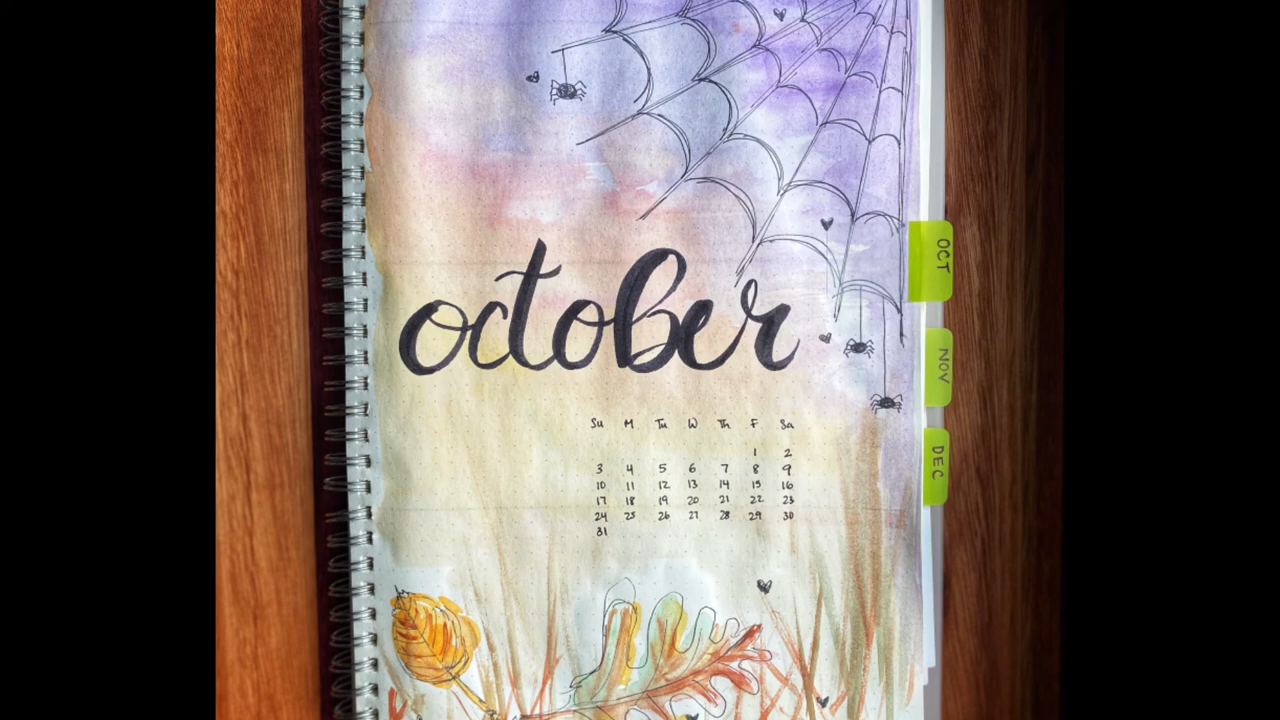 october
Su M Tu W Th F Sa
1 2
3 4 5 6 7 8 9
10 11 12 13 14 15 16
17 18 19 20 21 22 23
24 25 26 27 28 29 30
31
OCT
NOV
DEC